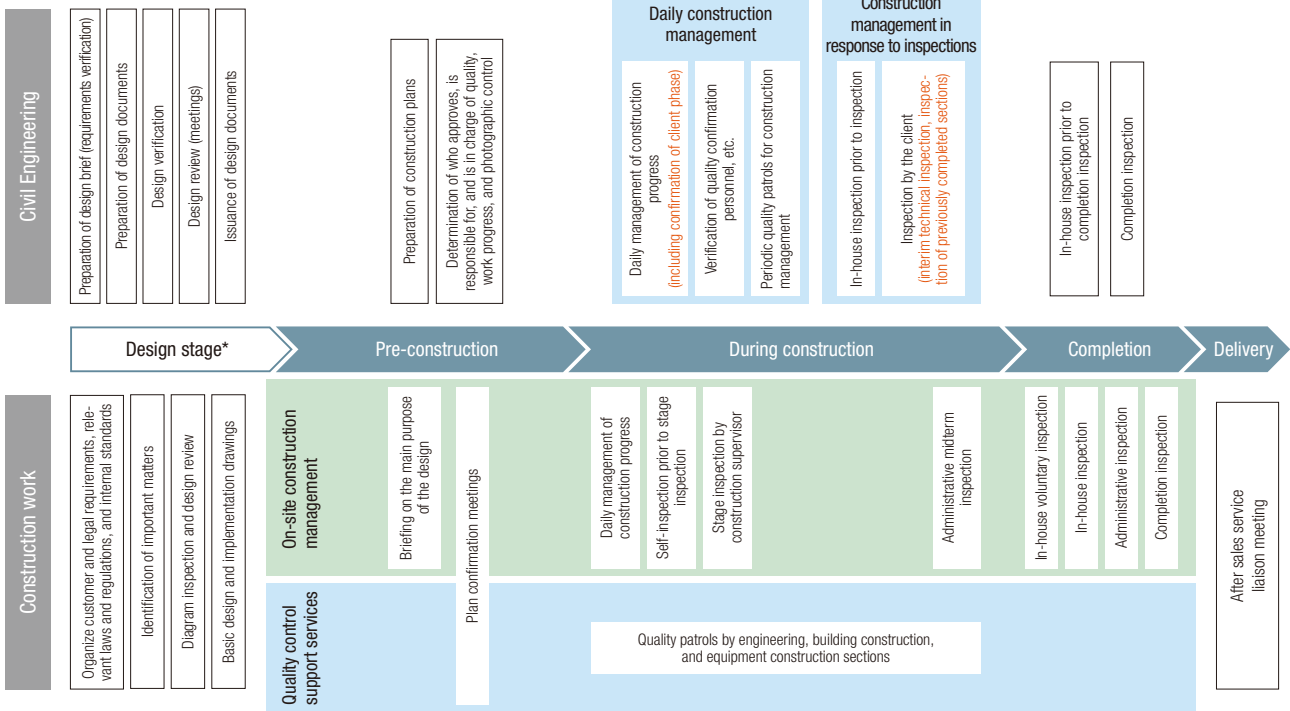 Civil Engineering
Preparation of design brief (requirements verification)
Preparation of design documents
Design verification
Design review (meetings)
Issuance of design documents
Preparation of construction plans
Determination of who approves, is
responsible for, and is in charge of quality,
work progress, and photographic control
Daily construction
management
Daily management of construction
progress
(including confirmation of client phase)
Verification of quality confirmation
personnel, etc.
Periodic quality patrols for construction
management
Construction
management in
response to inspections
In-house inspection prior to inspection
Inspection by the client
(interim technical inspection, inspec-
tion of previously completed sections)
In-house inspection prior to
completion inspection
Completion inspection
Design stage*
Pre-construction
During construction
Completion
Delivery
Construction work
Organize customer and legal requirements, rele-
vant laws and regulations, and internal standards
Identification of important matters
Diagram inspection and design review
Basic design and implementation drawings
On-site construction
management
Briefing on the main purpose
of the design
Plan confirmation meetings
Daily management of
construction progress
Self-inspection prior to stage
inspection
Stage inspection by
construction supervisor
Administrative midterm
inspection
In-house voluntary inspection
In-house inspection
Administrative inspection
Completion inspection
Quality control
support services
Quality patrols by engineering, building construction,
and equipment construction sections
After sales service
liaison meeting